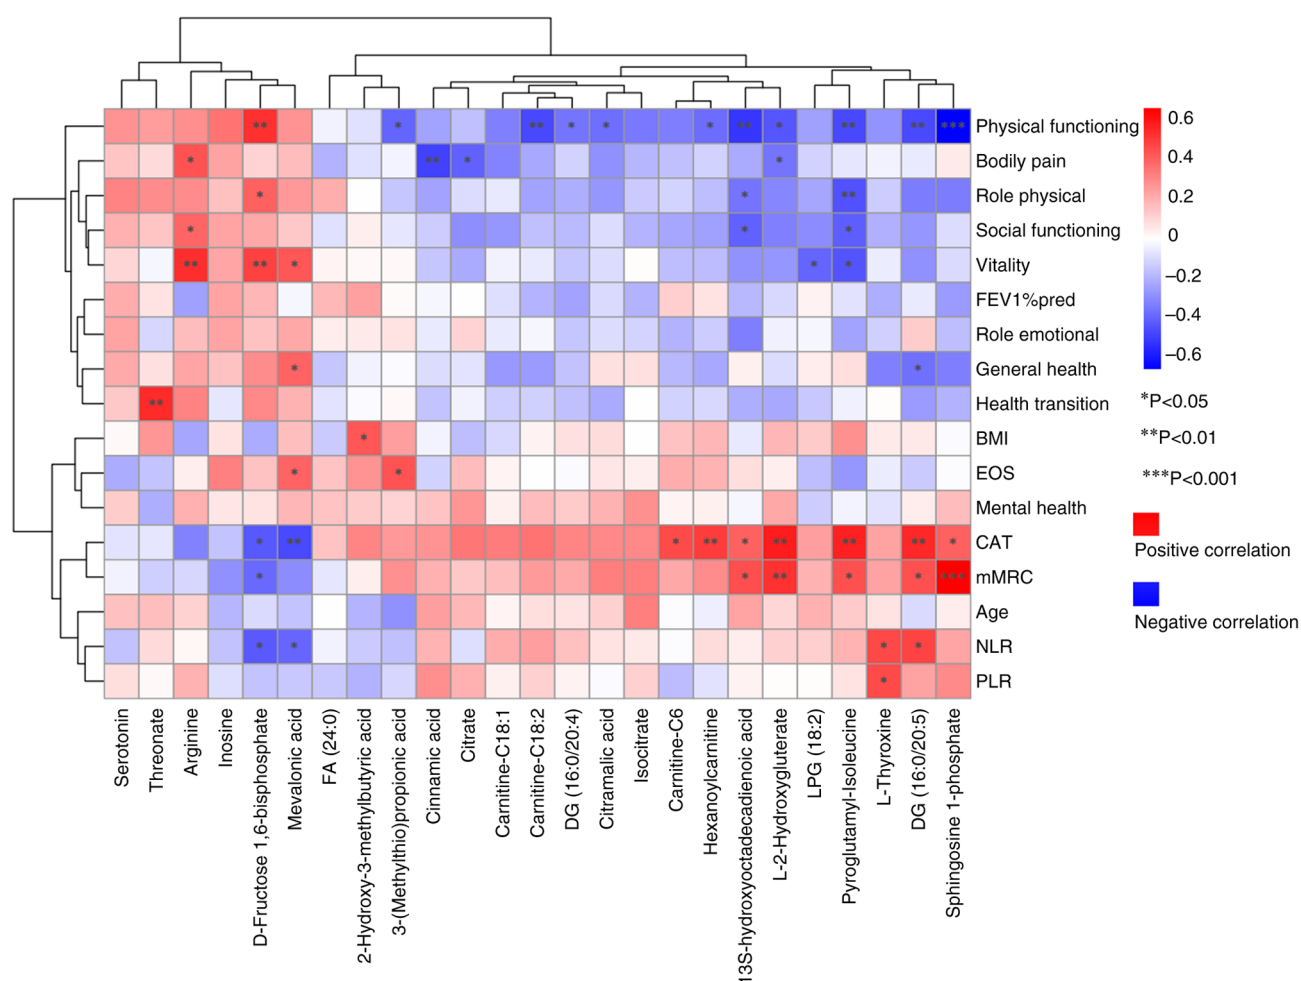 Physical functioning
Bodily pain
Role physical
Social functioning
Vitality
FEV1%pred
Role emotional
General health
Health transition
BMI
EOS
Mental health
CAT
mMRC
Age
NLR
PLR
0.6
0.4
0.2
0
−0.2
−0.4
−0.6
*P<0.05
**P<0.01
***P<0.001
Positive correlation
Negative correlation
Serotonin
Threonate
Arginine
Inosine
D-Fructose 1,6-bisphosphate
Mevalonic acid
FA (24:0)
2-Hydroxy-3-methylbutyric acid
3-(Methylthio)propionic acid
Cinnamic acid
Citrate
Carnitine-C18:1
Carnitine-C18:2
DG (16:0/20:4)
Citramalic acid
Isocitrate
Carnitine-C6
Hexanoylcarnitine
13S-hydroxyoctadecadienoic acid
L-2-Hydroxygluterate
LPG (18:2)
Pyroglutamyl-Isoleucine
L-Thyroxine
DG (16:0/20:5)
Sphingosine 1-phosphate